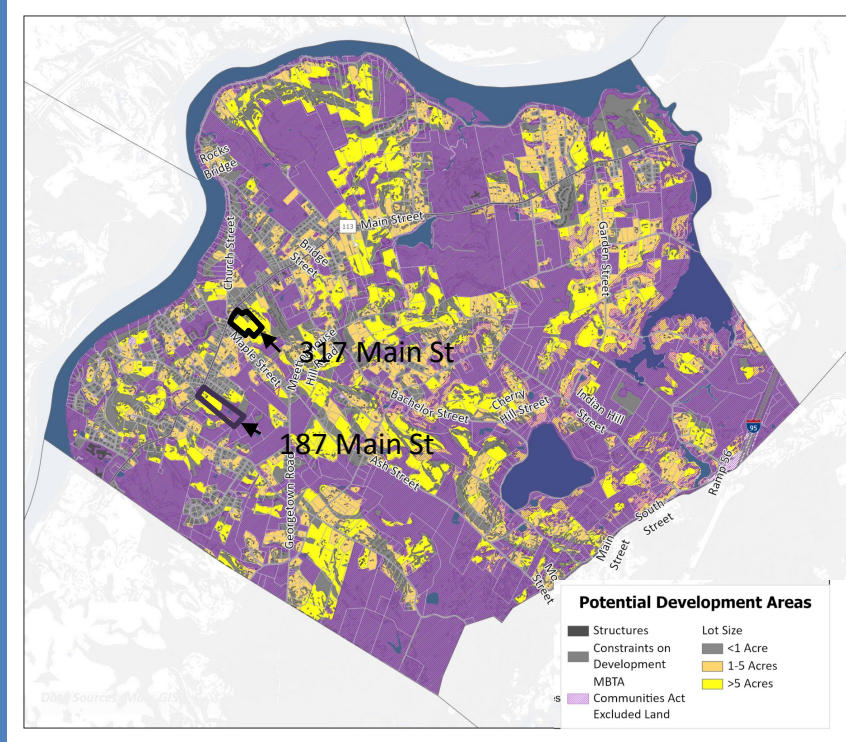 Rocks
Bridge
Church Street
113
Main Street
Bridge
Street
Garden Street
Maple Street
317 Main St
187 Main St
Bachelor Street
Cherry
Hill Street
Indian Hill
Street
Ash Street
Georgetown Road
95
Ramp 56
South
Street
Main
Street
Street
Potential Development Areas
Structures
Constraints on
Development
MBTA
Communities Act
Excluded Land
Lot Size
<1 Acre
1-5 Acres
>5 Acres